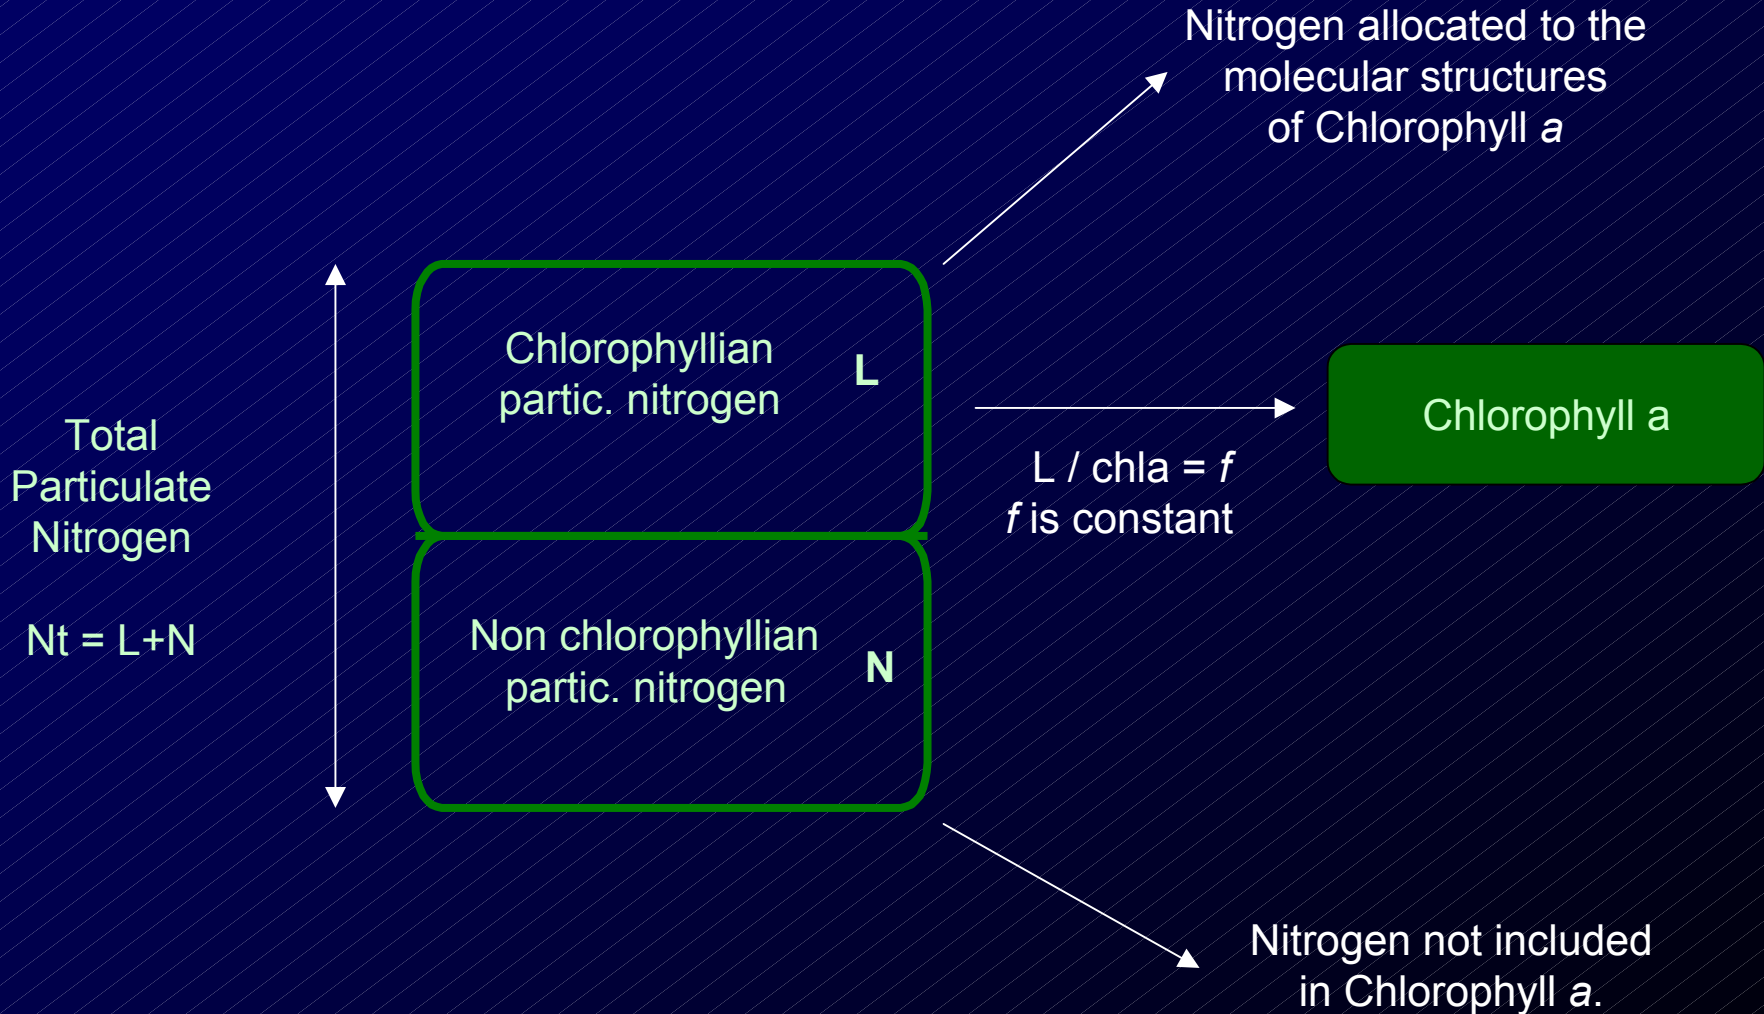 Nitrogen allocated to the
molecular structures
of Chlorophyll a
Chlorophyllian
partic. nitrogen
L
Total
Particulate
Nitrogen
Nt = L+N
L / chla = f
f is constant
Chlorophyll a
Non chlorophyllian
partic. nitrogen
N
Nitrogen not included
in Chlorophyll a.